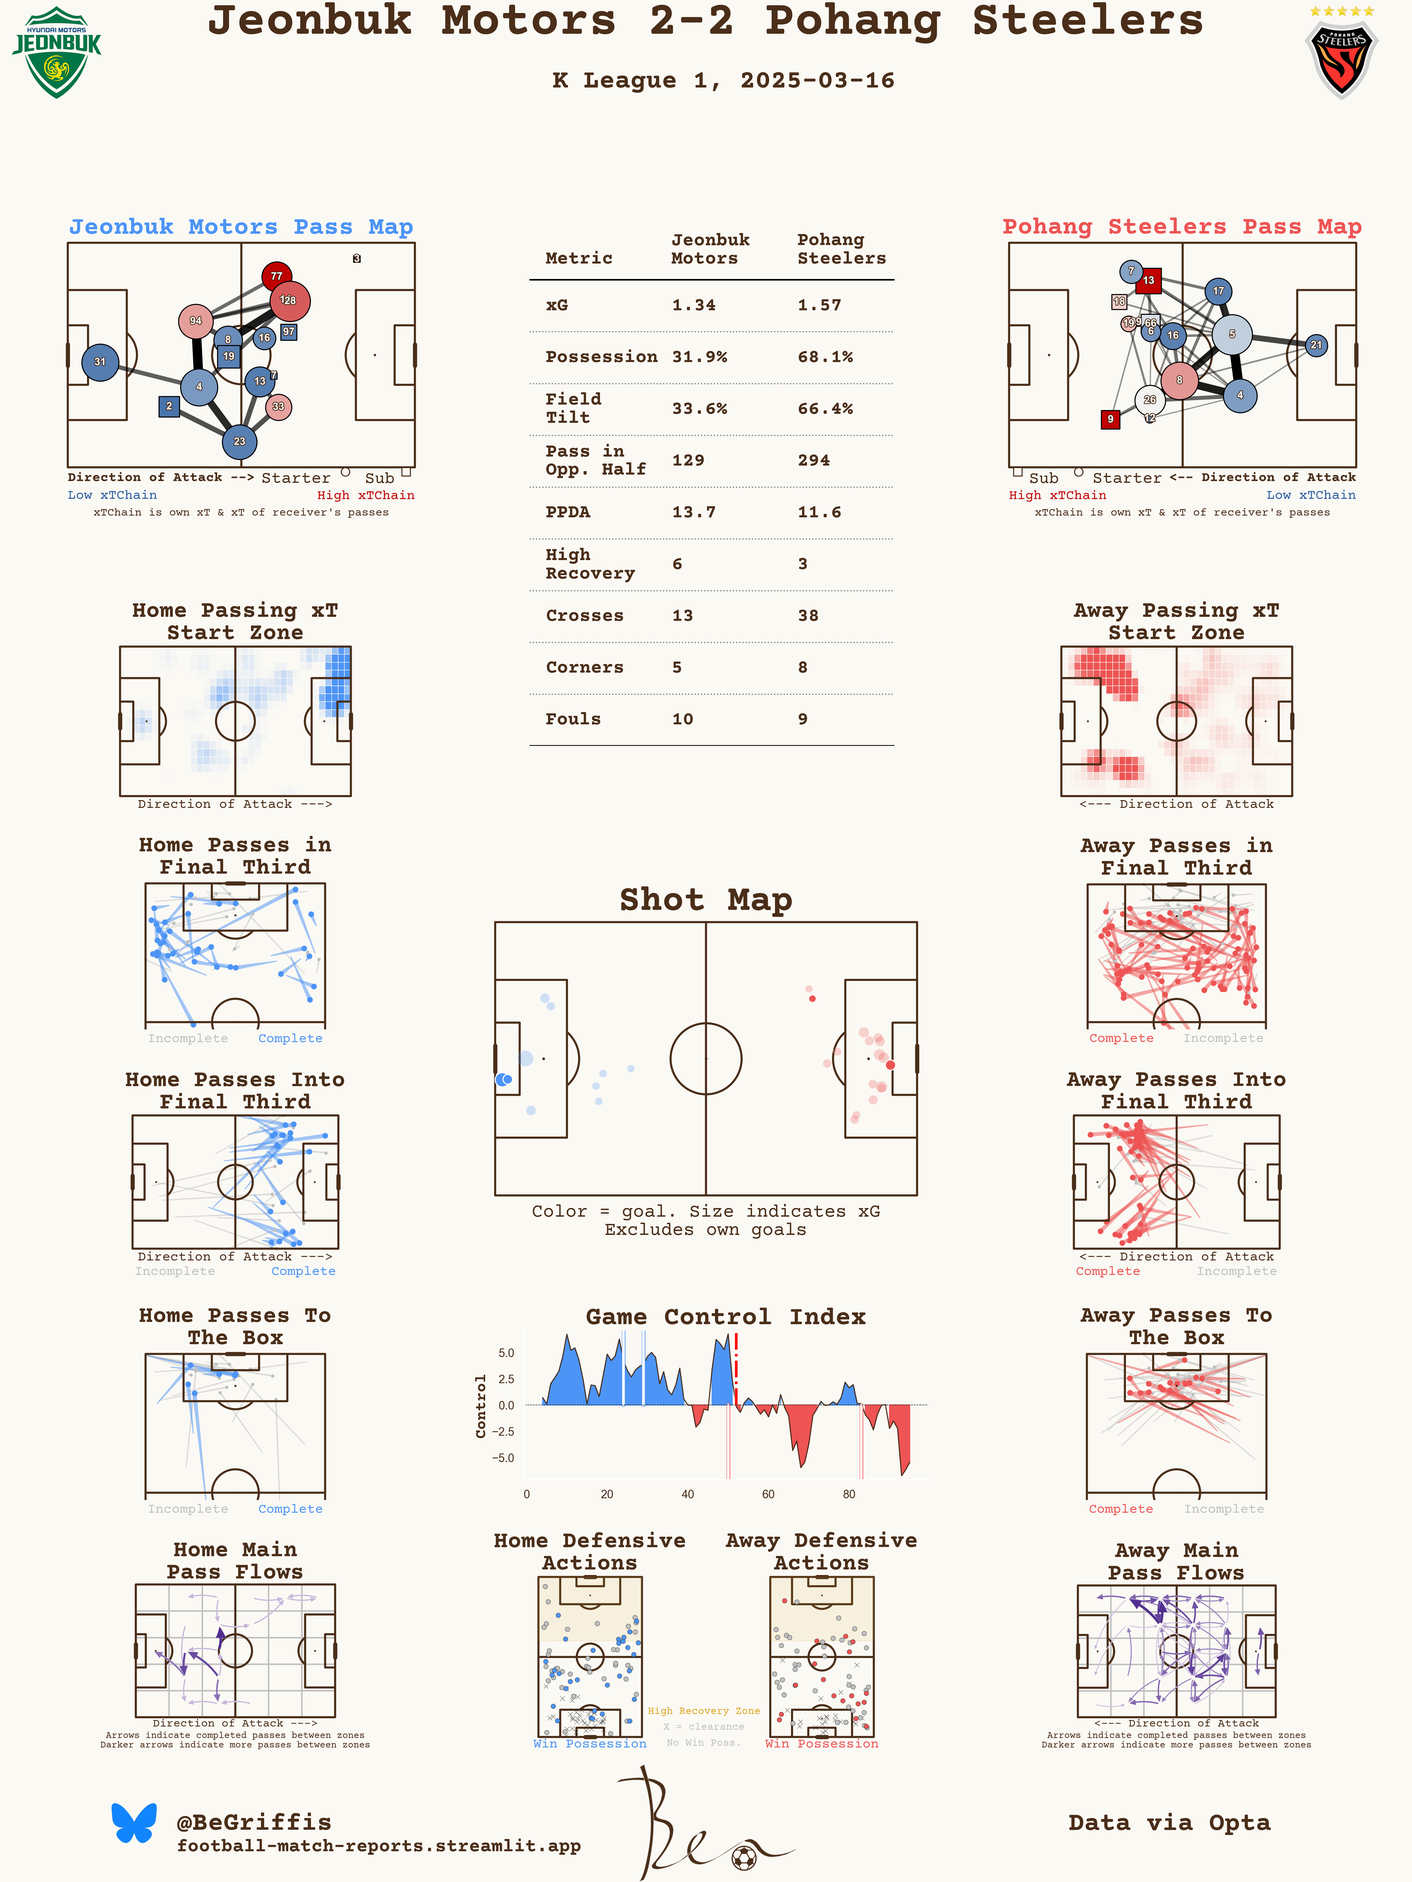 Jeonbuk Motors 2-2 Pohang Steelers
K League 1, 2025-03-16
HYUNDAI MOTORS
JEONBUK
POHANG
STEELERS
Jeonbuk Motors Pass Map
3
77
28
94
8
16
97
19
31
4
13
7
2
33
23
Direction of Attack --> Starter Sub
Low xTChain High xTChain
xTChain is own xT & xT of receiver's passes
Metric Jeonbuk Motors Pohang Steelers
xG 1.34 1.57
Possession 31.9% 68.1%
Field Tilt 33.6% 66.4%
Pass in Opp. Half 129 294
PPDA 13.7 11.6
High Recovery 6 3
Crosses 13 38
Corners 5 8
Fouls 10 9
Pohang Steelers Pass Map
7
13
17
18
19
66
6
16
5
21
8
26
4
9
12
Sub Starter <-- Direction of Attack
High xTChain Low xTChain
xTChain is own xT & xT of receiver's passes
Home Passing xT
Start Zone
Direction of Attack --->
Away Passing xT
Start Zone
<--- Direction of Attack
Home Passes in
Final Third
Incomplete Complete
Away Passes in
Final Third
Complete Incomplete
Shot Map
Color = goal. Size indicates xG
Excludes own goals
Home Passes Into
Final Third
Direction of Attack --->
Incomplete Complete
Away Passes Into
Final Third
<--- Direction of Attack
Complete Incomplete
Home Passes To
The Box
Incomplete Complete
Game Control Index
Control
5.0
2.5
0.0
−2.5
−5.0
0 20 40 60 80
Away Passes To
The Box
Complete Incomplete
Home Main
Pass Flows
Direction of Attack --->
Arrows indicate completed passes between zones
Darker arrows indicate more passes between zones
Home Defensive
Actions
Win Possession
Away Defensive
Actions
Win Possession
High Recovery Zone
X = clearance
No Win Poss.
Away Main
Pass Flows
<--- Direction of Attack
Arrows indicate completed passes between zones
Darker arrows indicate more passes between zones
@BeGriffis
football-match-reports.streamlit.app
Ben
Data via Opta